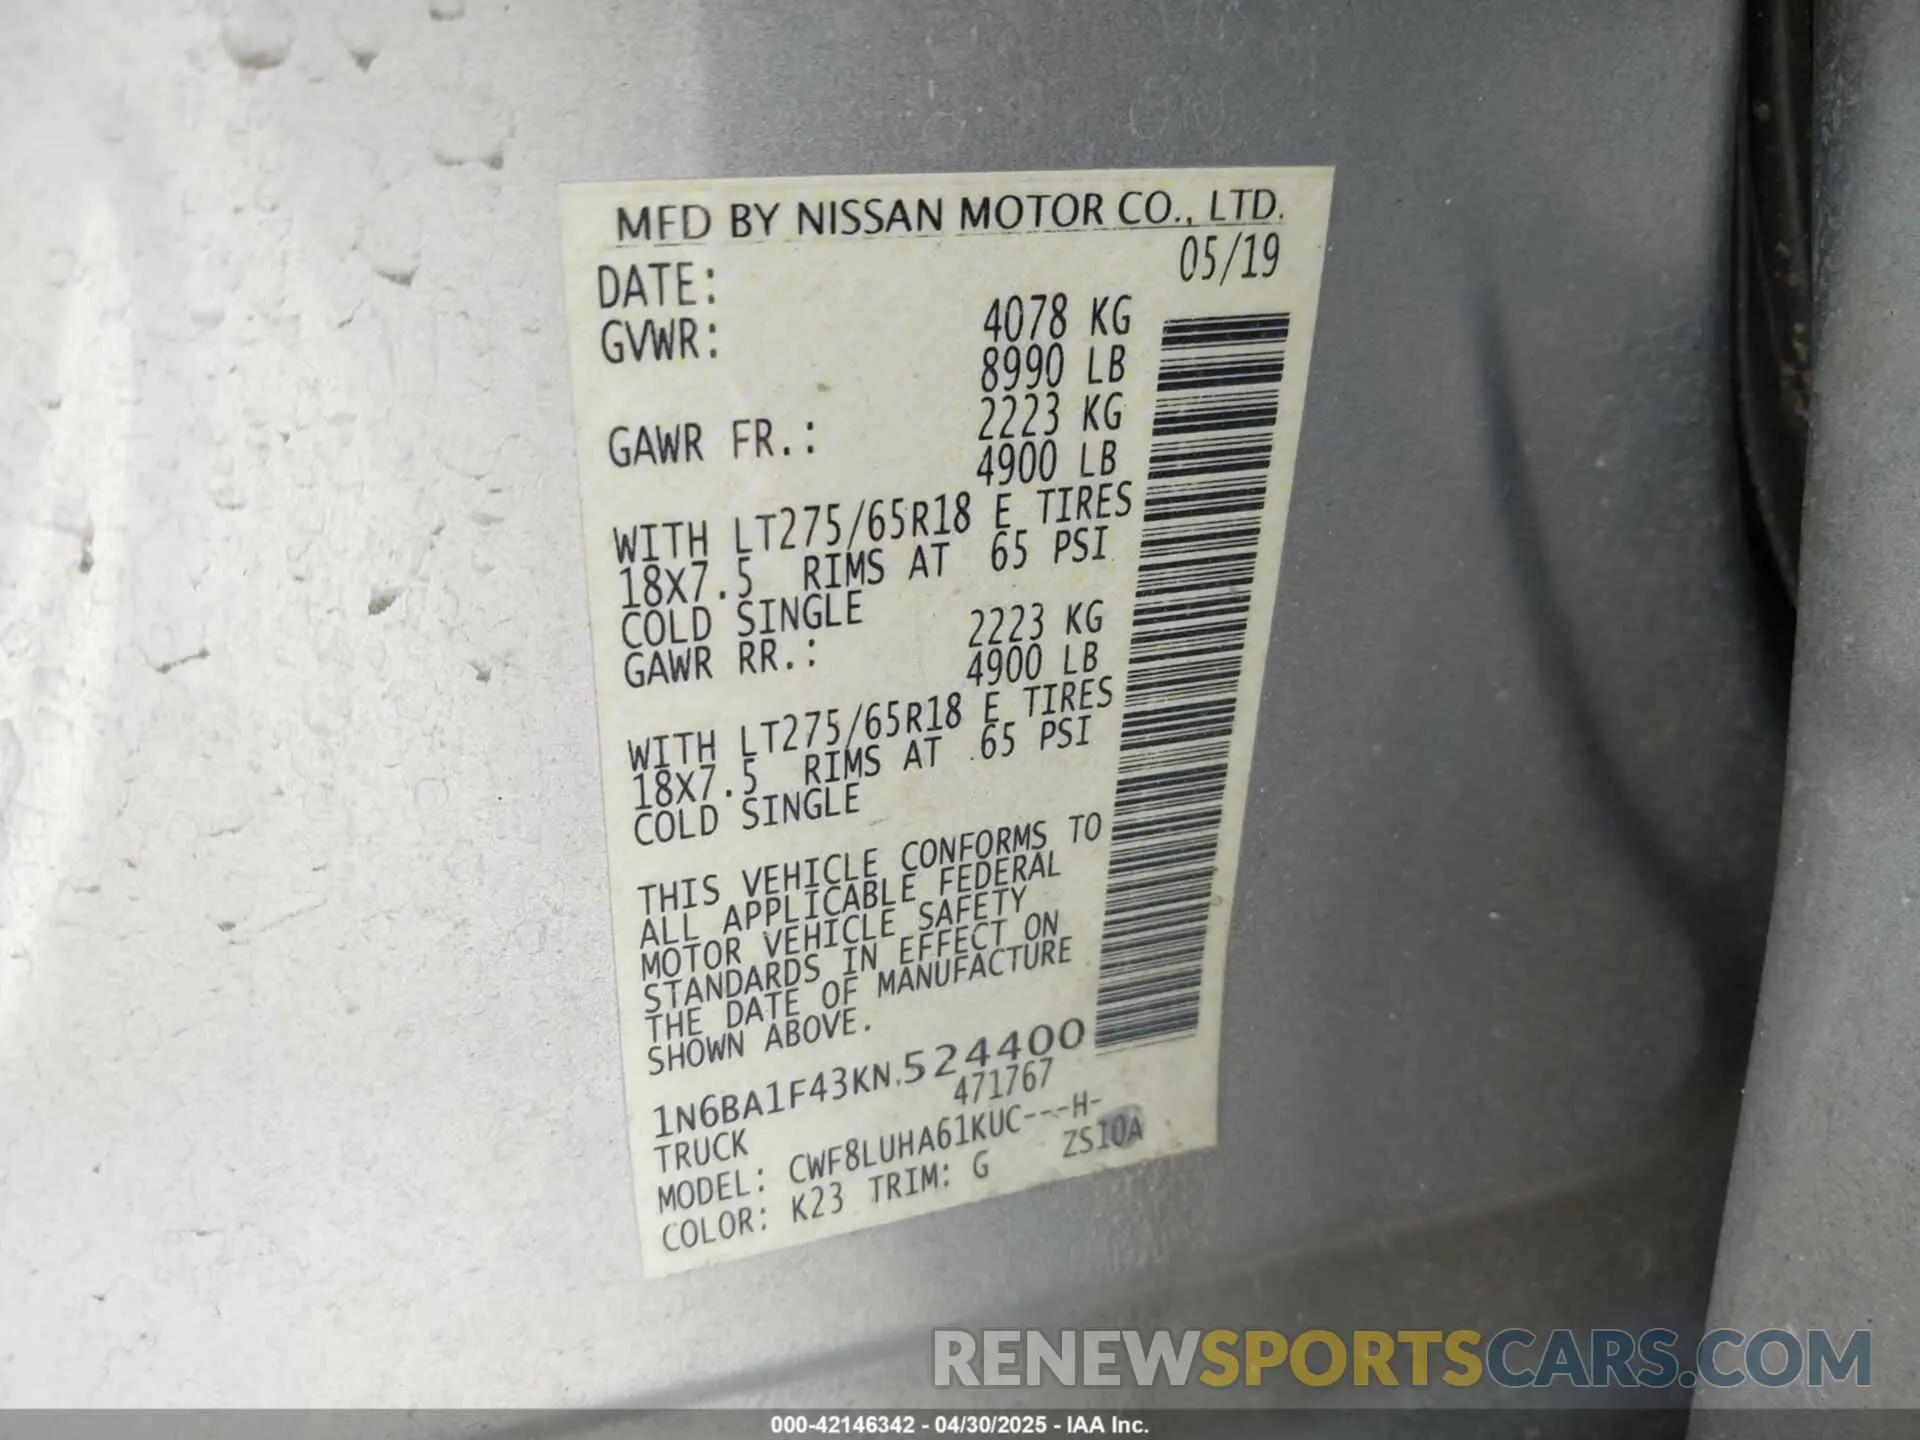 MFD BY NISSAN MOTOR CO., LTD.
DATE: 05/19
GVWR: 4078 KG
8990 LB
GAWR FR.: 2223 KG
4900 LB
WITH LT275/65R18 E TIRES
18X7.5 RIMS AT 65 PSI
COLD SINGLE
GAWR RR.: 2223 KG
4900 LB
WITH LT275/65R18 E TIRES
18X7.5 RIMS AT 65 PSI
COLD SINGLE
THIS VEHICLE CONFORMS TO
ALL APPLICABLE FEDERAL
MOTOR VEHICLE SAFETY
STANDARDS IN EFFECT ON
THE DATE OF MANUFACTURE
SHOWN ABOVE.
1N6BA1F43KN.524400
TRUCK 471767
MODEL: CWF8LUHA61KUC---H-
COLOR: K23 TRIM: G ZS10A
RENEWSPORTSCARS.COM
000-42146342 - 04/30/2025 - IAA Inc.